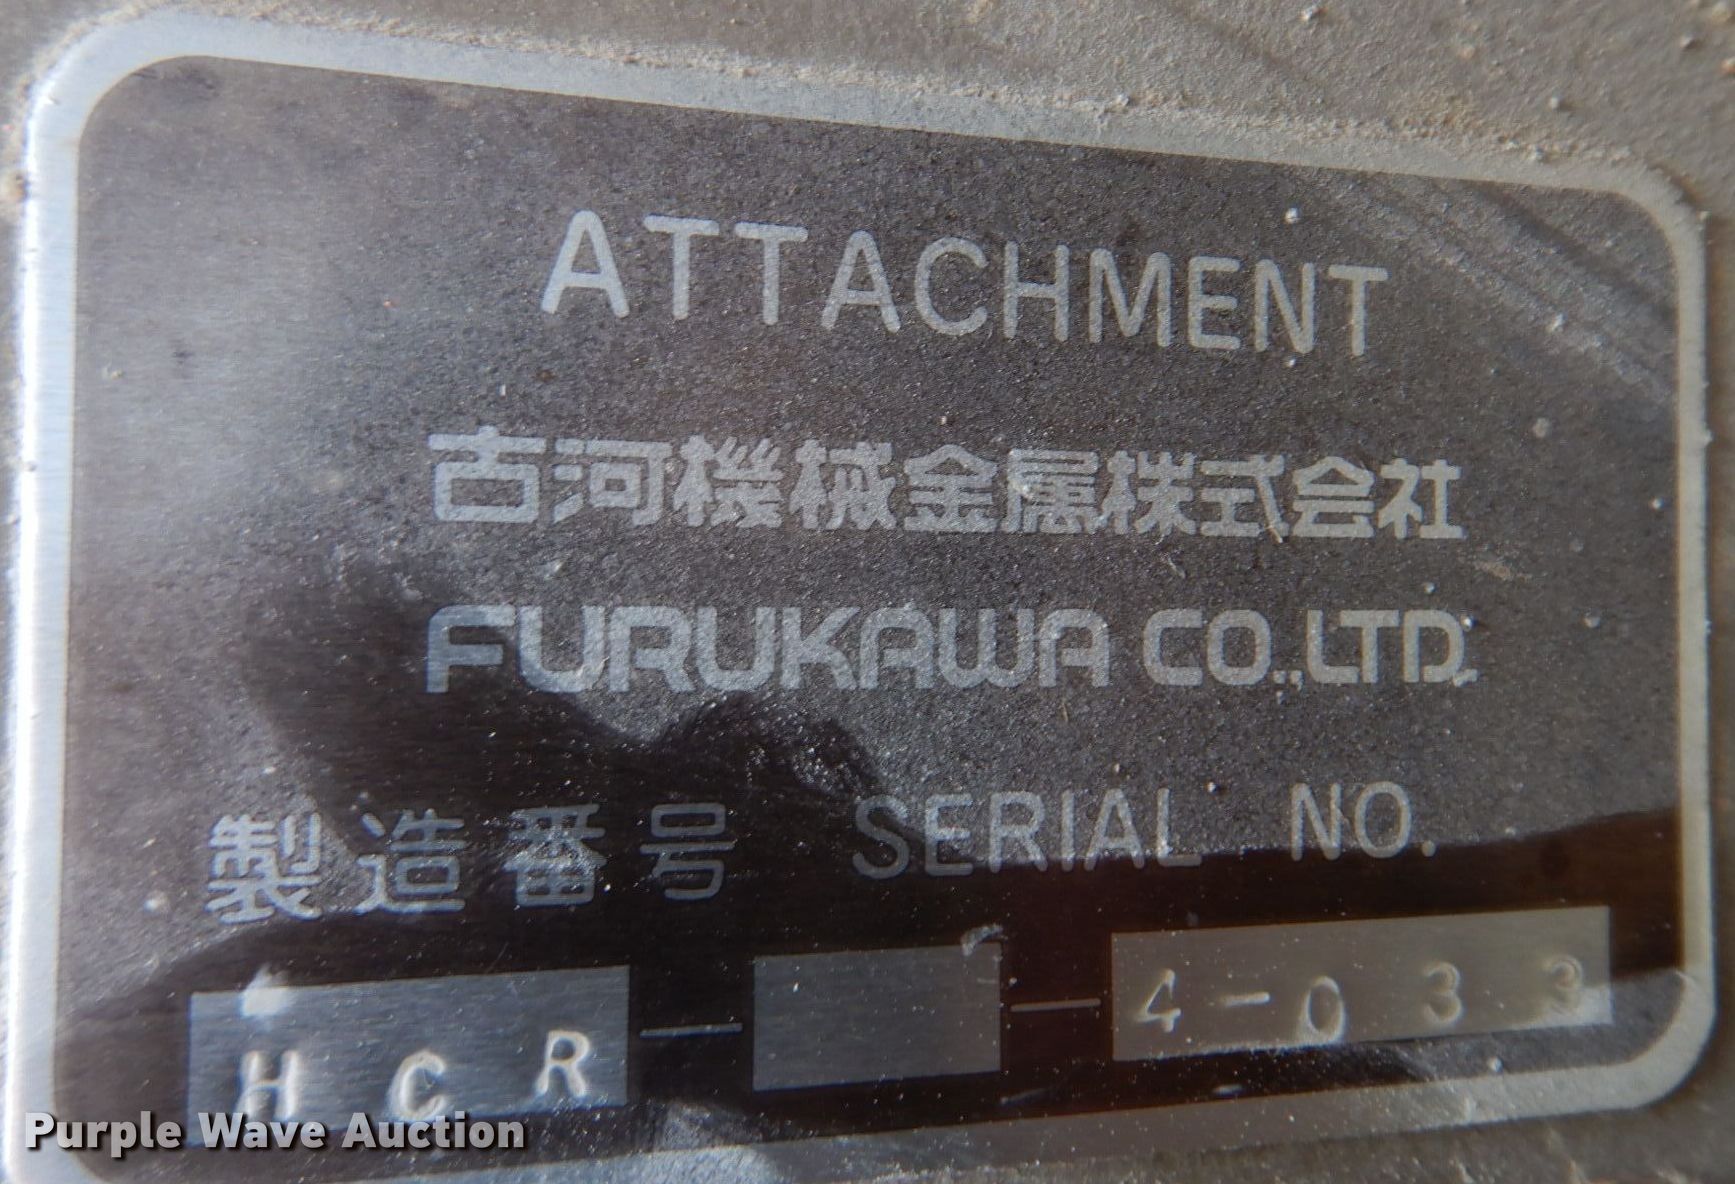 ATTACHMENT
古河機械金属株式会社
FURUKAWA CO.,LTD.
製造番号 SERIAL NO.
HCR - - 4-033
Purple Wave Auction